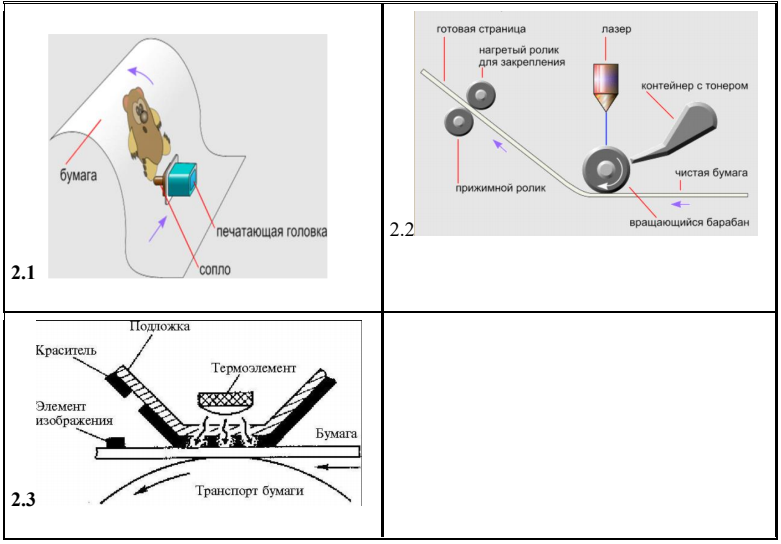 бумага
печатающая головка
сопло
2.1
готовая страница
лазер
нагретый ролик
для закрепления
контейнер с тонером
чистая бумага
прижимной ролик
вращающийся барабан
2.2
Подложка
Краситель
Термоэлемент
Элемент
изображения
Бумага
Транспорт бумаги
2.3